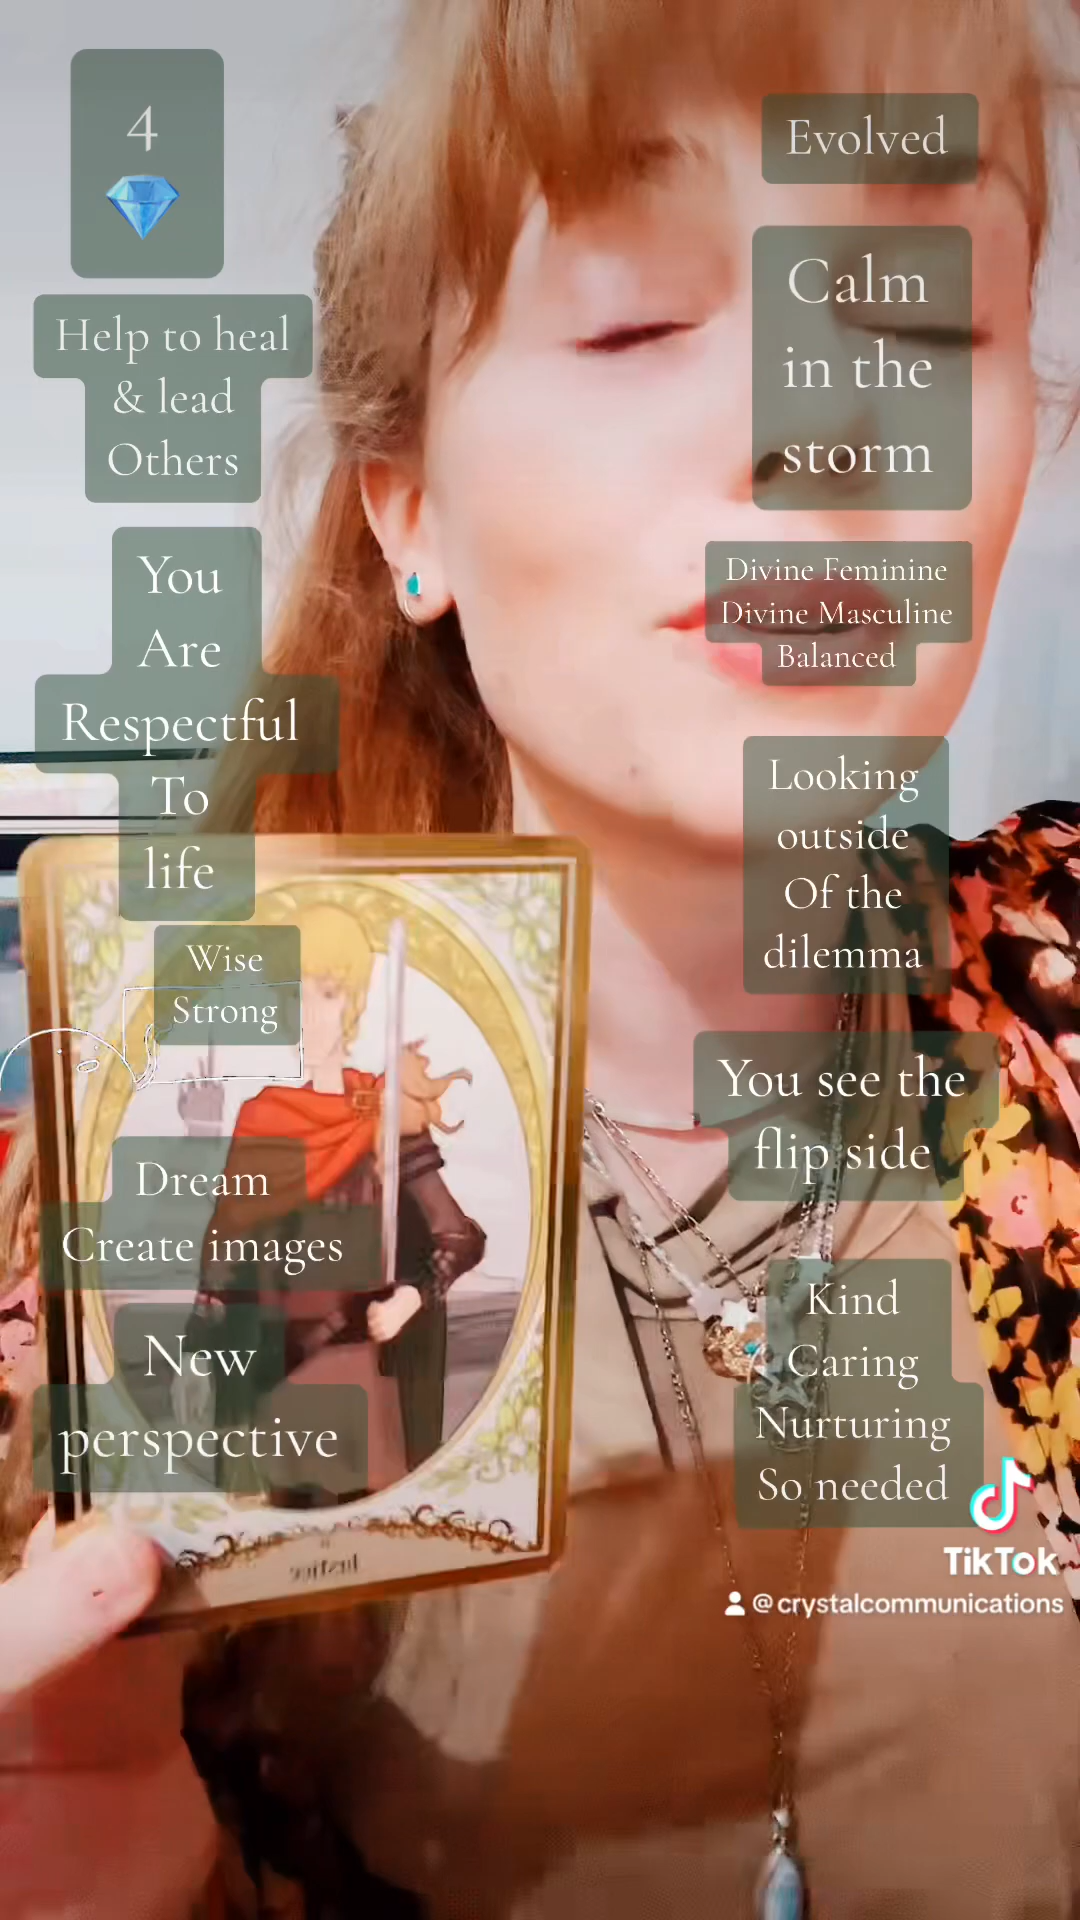 4
Help to heal
& lead
Others
You
Are
Respectful
To
life
Wise
Strong
Dream
Create images
New
perspective
Evolved
Calm
in the
storm
Divine Feminine
Divine Masculine
Balanced
Looking
outside
Of the
dilemma
You see the
flip side
Kind
Caring
Nurturing
So needed
TikTok
@crystalcommunications
Justice